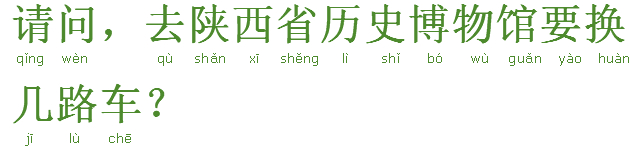 请问，去陕西省历史博物馆要换
qǐng wèn qù shǎn xī shěng lì shǐ bó wù guǎn yào huàn
几路车？
jī lù chē